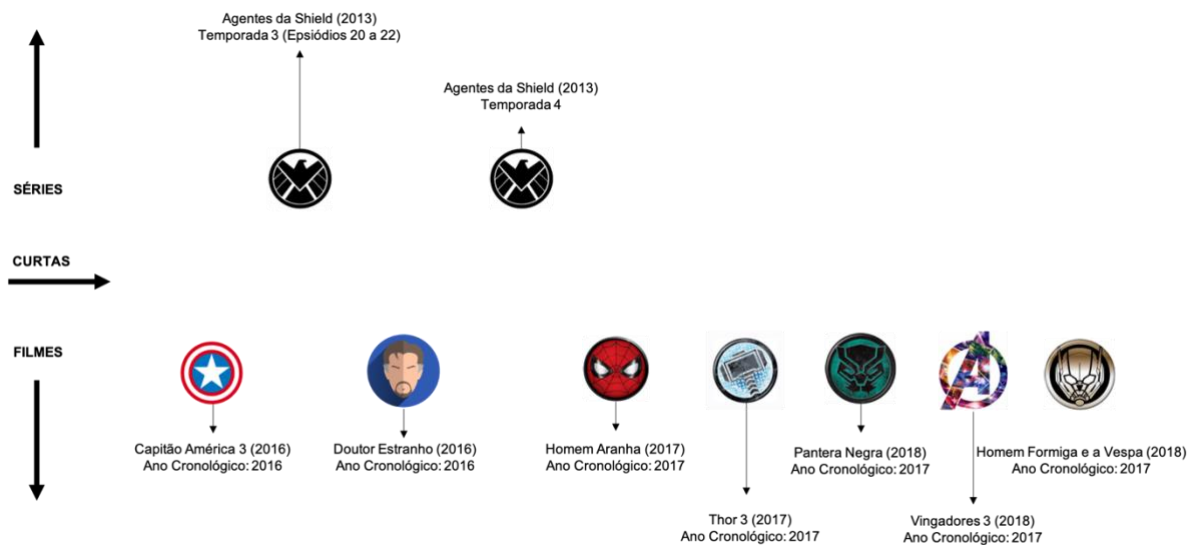 Agentes da Shield (2013)
Temporada 3 (Epsiódios 20 a 22)
Agentes da Shield (2013)
Temporada 4
SÉRIES
CURTAS
FILMES
Capitão América 3 (2016)
Ano Cronológico: 2016
Doutor Estranho (2016)
Ano Cronológico: 2016
Homem Aranha (2017)
Ano Cronológico: 2017
Thor 3 (2017)
Ano Cronológico: 2017
Pantera Negra (2018)
Ano Cronológico: 2017
Vingadores 3 (2018)
Ano Cronológico: 2017
Homem Formiga e a Vespa (2018)
Ano Cronológico: 2017